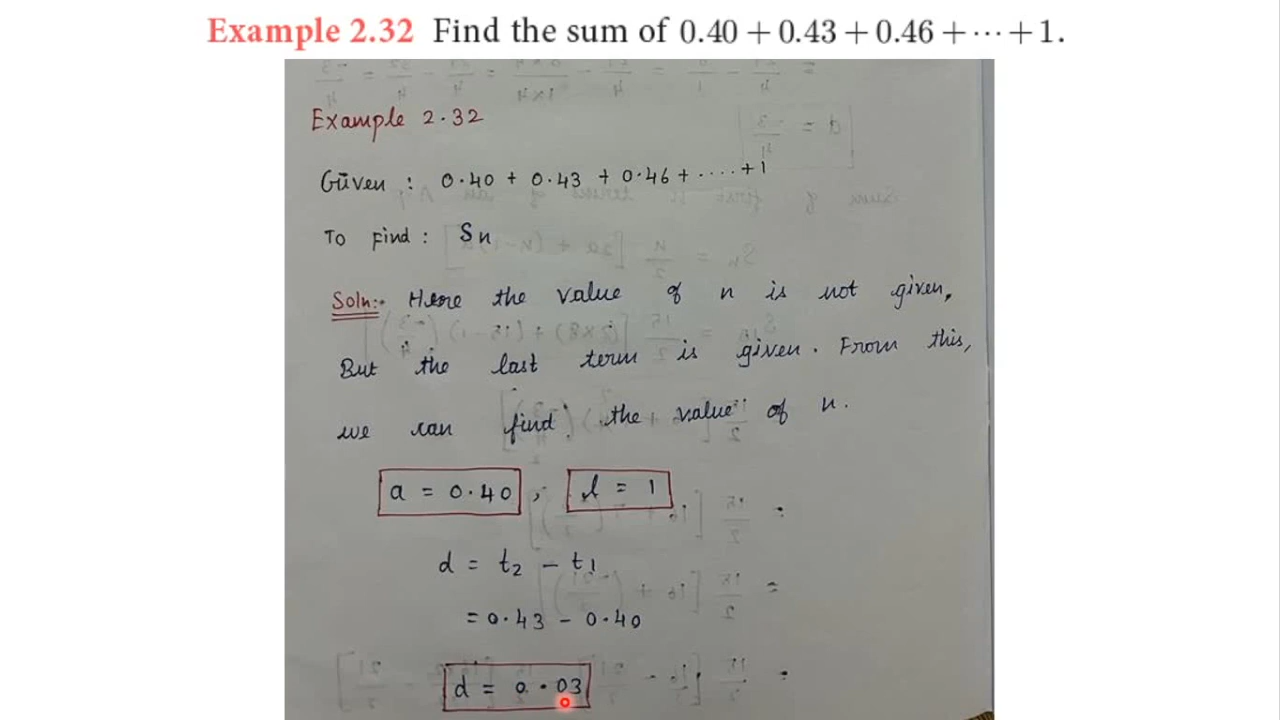 Example 2.32 Find the sum of 0.40 + 0.43 + 0.46 + ⋯ + 1.
Example 2.32
Given : 0.40 + 0.43 + 0.46 + ····· + 1
To Find : Sn
Soln:- Here the value of n is not given,
But the last term is given. From this,
we can find the value of n.
a = 0.40 , l = 1
d = t₂ - t₁
= 0.43 - 0.40
d = 0.03